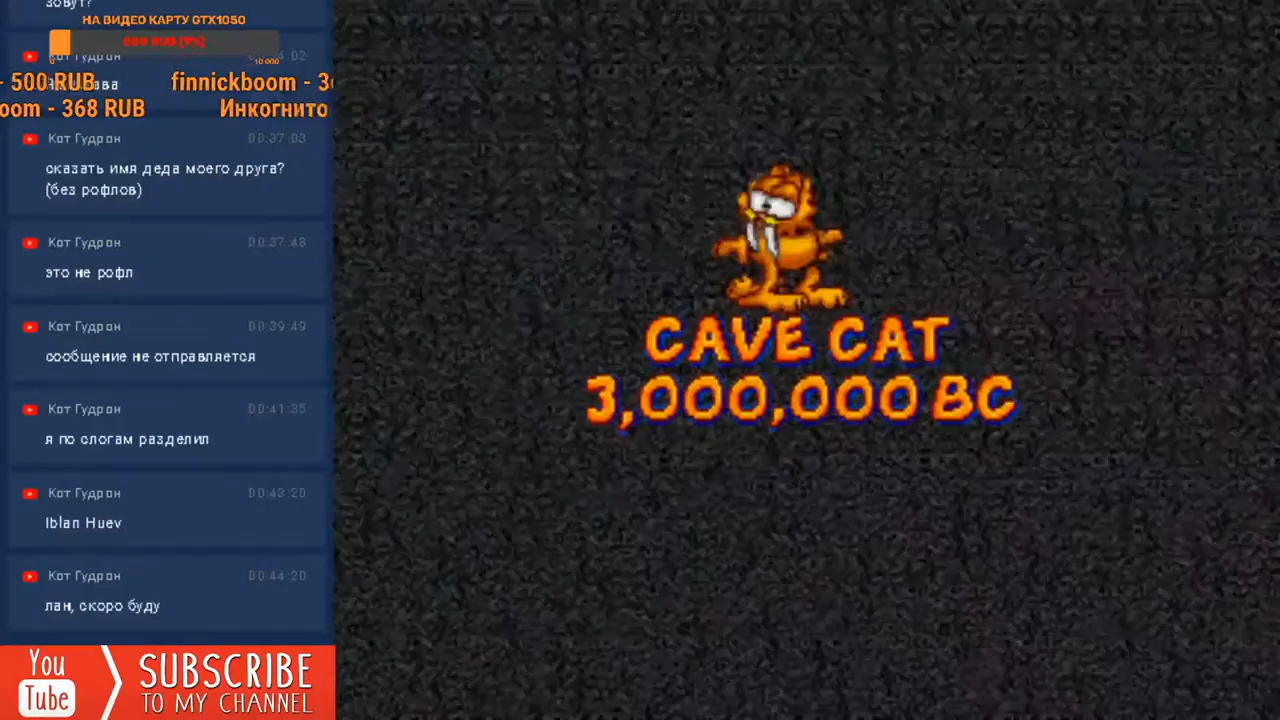 зовут?
НА ВИДЕО КАРТУ GTX1050
0
10 000
Кот Гудрон
- 500 RUB
finnickboom - 3
oom - 368 RUB
Инкогнито
Кот Гудрон 00:37:03
сказать имя деда моего друга?
(без рофлов)
Кот Гудрон 00:37:48
это не рофл
Кот Гудрон 00:39:49
сообщение не отправляется
Кот Гудрон 00:41:35
я по слогам разделил
Кот Гудрон 00:43:20
Iblan Huev
Кот Гудрон 00:44:20
лан, скоро буду
You
Tube
SUBSCRIBE
TO MY CHANNEL
CAVE CAT
3,000,000 BC